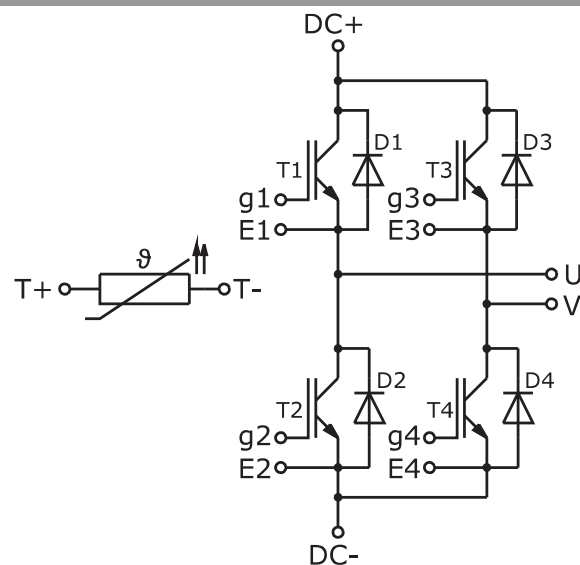 DC+
D1
D3
T1
T3
g1
g3
E1
E3
ϑ
T+
T-
U
V
D2
D4
T2
T4
g2
g4
E2
E4
DC-